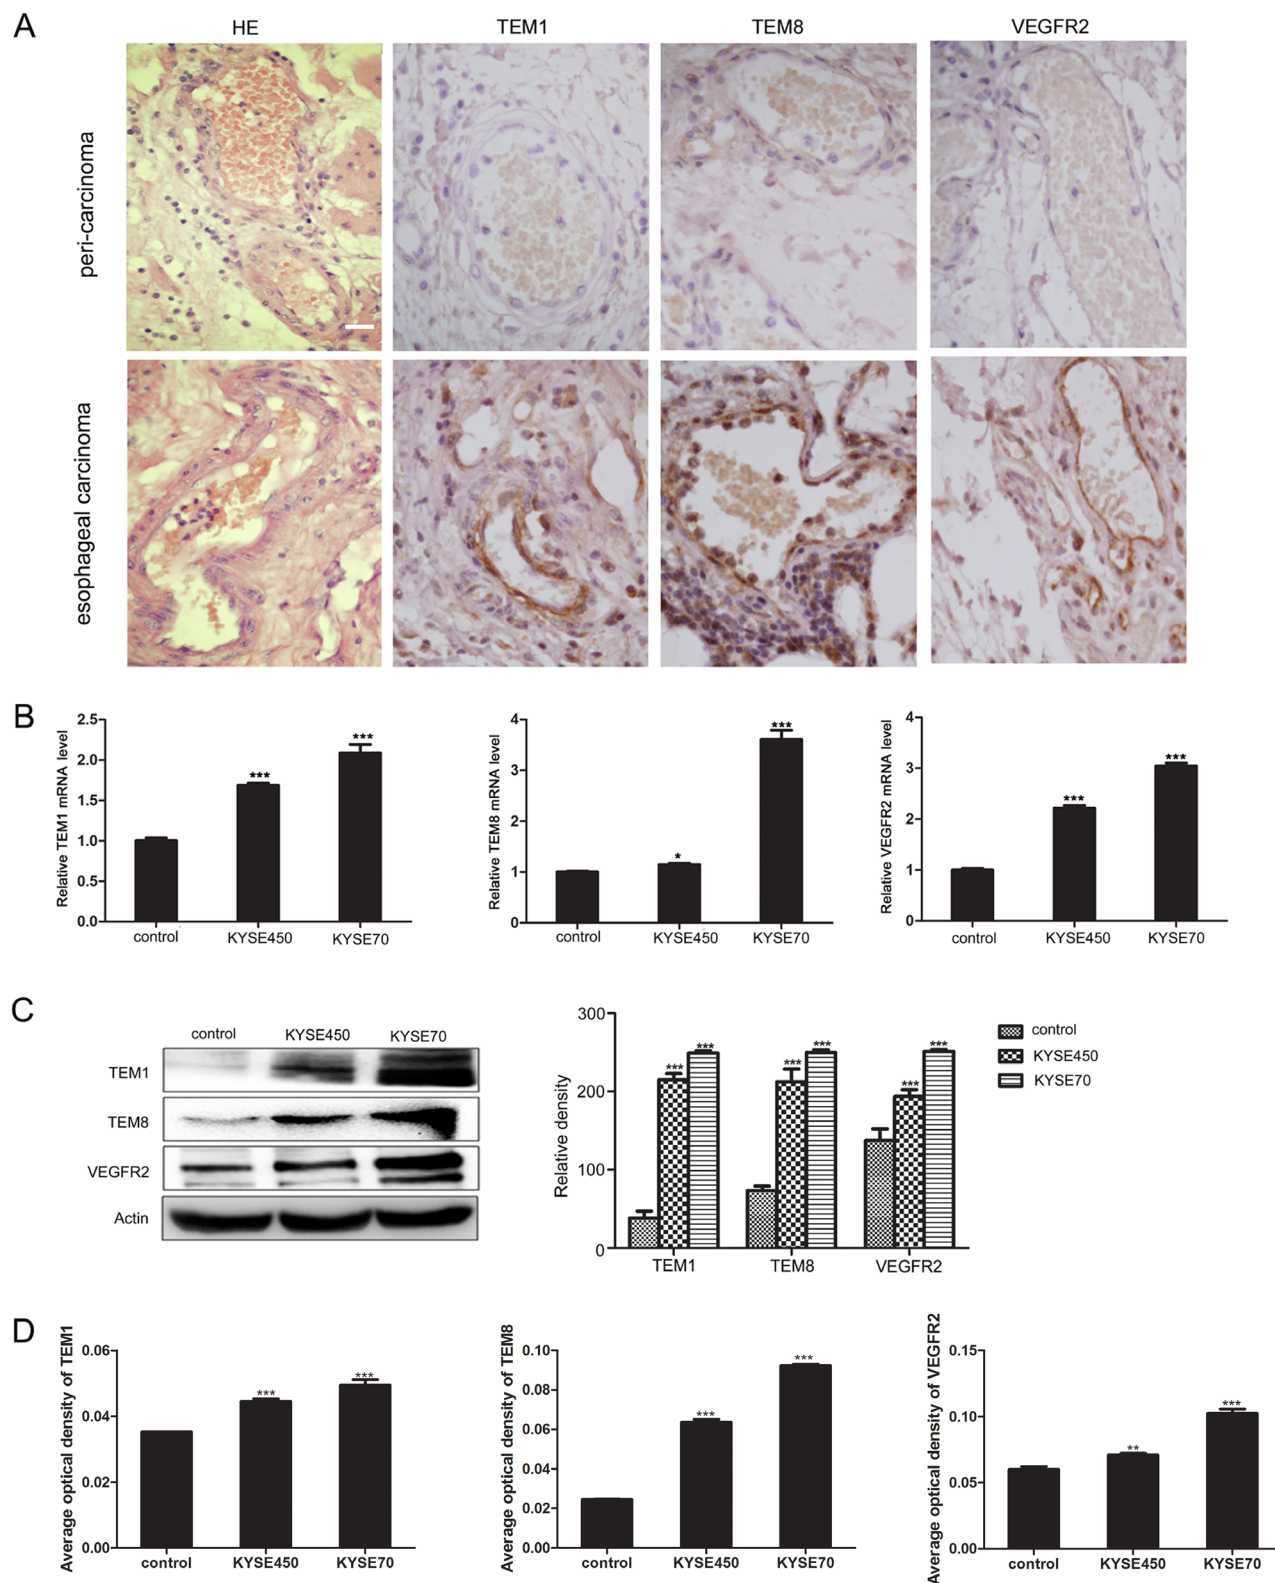 A
HE
TEM1
TEM8
VEGFR2
peri-carcinoma
esophageal carcinoma
B
Relative TEM1 mRNA level
2.5
2.0
1.5
1.0
0.5
0.0
***
***
control
KYSE450
KYSE70
Relative TEM8 mRNA level
4
3
2
1
0
*
***
control
KYSE450
KYSE70
Relative VEGFR2 mRNA level
4
3
2
1
0
***
***
control
KYSE450
KYSE70
C
control
KYSE450
KYSE70
TEM1
TEM8
VEGFR2
Actin
Relative density
300
200
100
0
***
***
***
***
***
***
TEM1
TEM8
VEGFR2
control
KYSE450
KYSE70
D
Average optical density of TEM1
0.06
0.04
0.02
0.00
***
***
control
KYSE450
KYSE70
Average optical density of TEM8
0.10
0.08
0.06
0.04
0.02
0.00
***
***
control
KYSE450
KYSE70
Average optical density of VEGFR2
0.15
0.10
0.05
0.00
**
***
control
KYSE450
KYSE70